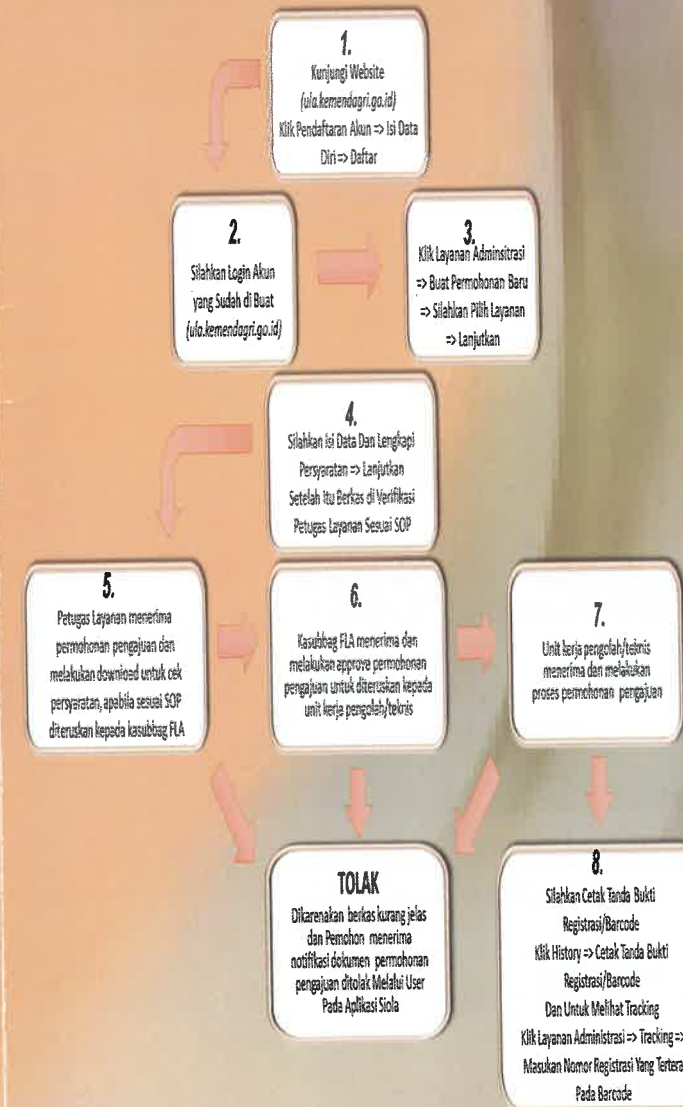 1.
Kunjungi Website
(ula.kemendagri.go.id)
Klik Pendaftaran Akun => Isi Data
Diri => Daftar
2.
Silahkan Login Akun
yang Sudah di Buat
(ula.kemendagri.go.id)
3.
Klik Layanan Adminsitrasi
=> Buat Permohonan Baru
=> Silahkan Pilih Layanan
=> Lanjutkan
4.
Silahkan Isi Data Dan Lengkapi
Persyaratan => Lanjutkan
Setelah Itu Berkas di Verifikasi
Petugas Layanan Sesuai SOP
5.
Petugas Layanan menerima
permohonan pengajuan dan
melakukan download untuk cek
persyaratan, apabila sesuai SOP
diteruskan kepada kasubbag FLA
6.
Kasubbag FLA menerima dan
melakukan approve permohonan
pengajuan untuk diteruskan kepada
unit kerja pengolah/teknis
7.
Unit kerja pengolah/teknis
menerima dan melakukan
proses permohonan pengajuan
TOLAK
Dikarenakan berkas kurang jelas
dan Pemohon menerima
notifikasi dokumen permohonan
pengajuan ditolak Melalui User
Pada Aplikasi Siola
8.
Silahkan Cetak Tanda Bukti
Registrasi/Barcode
Klik History => Cetak Tanda Bukti
Registrasi/Barcode
Dan Untuk Melihat Tracking
Klik Layanan Administrasi => Tracking =>
Masukan Nomor Registrasi Yang Tertera
Pada Barcode